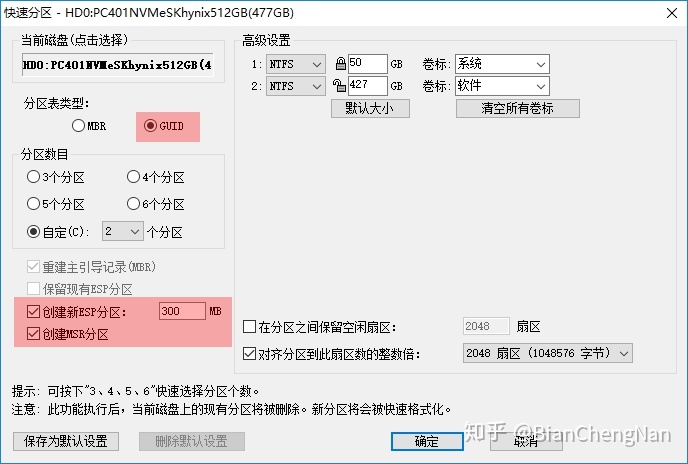 快速分区 - HD0:PC401NVMeSKhynix512GB(477GB)
当前磁盘(点击选择)
HD0:PC401NVMeSKhynix512GB(4
分区表类型:
MBR
GUID
分区数目
3个分区
4个分区
5个分区
6个分区
自定(C): 2 个分区
重建主引导记录(MBR)
保留现有ESP分区
创建新ESP分区: 300 MB
创建MSR分区
高级设置
1: NTFS 50 GB 卷标: 系统
2: NTFS 427 GB 卷标: 软件
默认大小
清空所有卷标
在分区之间保留空闲扇区: 2048 扇区
对齐分区到此扇区数的整数倍: 2048 扇区 (1048576 字节)
提示: 可按下"3、4、5、6"快速选择分区个数。
注意: 此功能执行后，当前磁盘上的现有分区将被删除。新分区将会被快速格式化。
保存为默认设置
删除默认设置
确定
取消
知乎 @BianChengNan